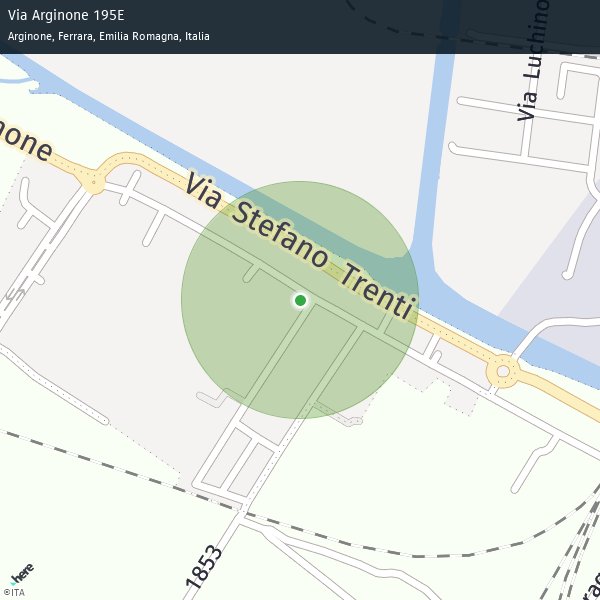 Via Arginone 195E
Arginone, Ferrara, Emilia Romagna, Italia
Via Luchino
none
Via Stefano Trenti
1853
here
©ITA